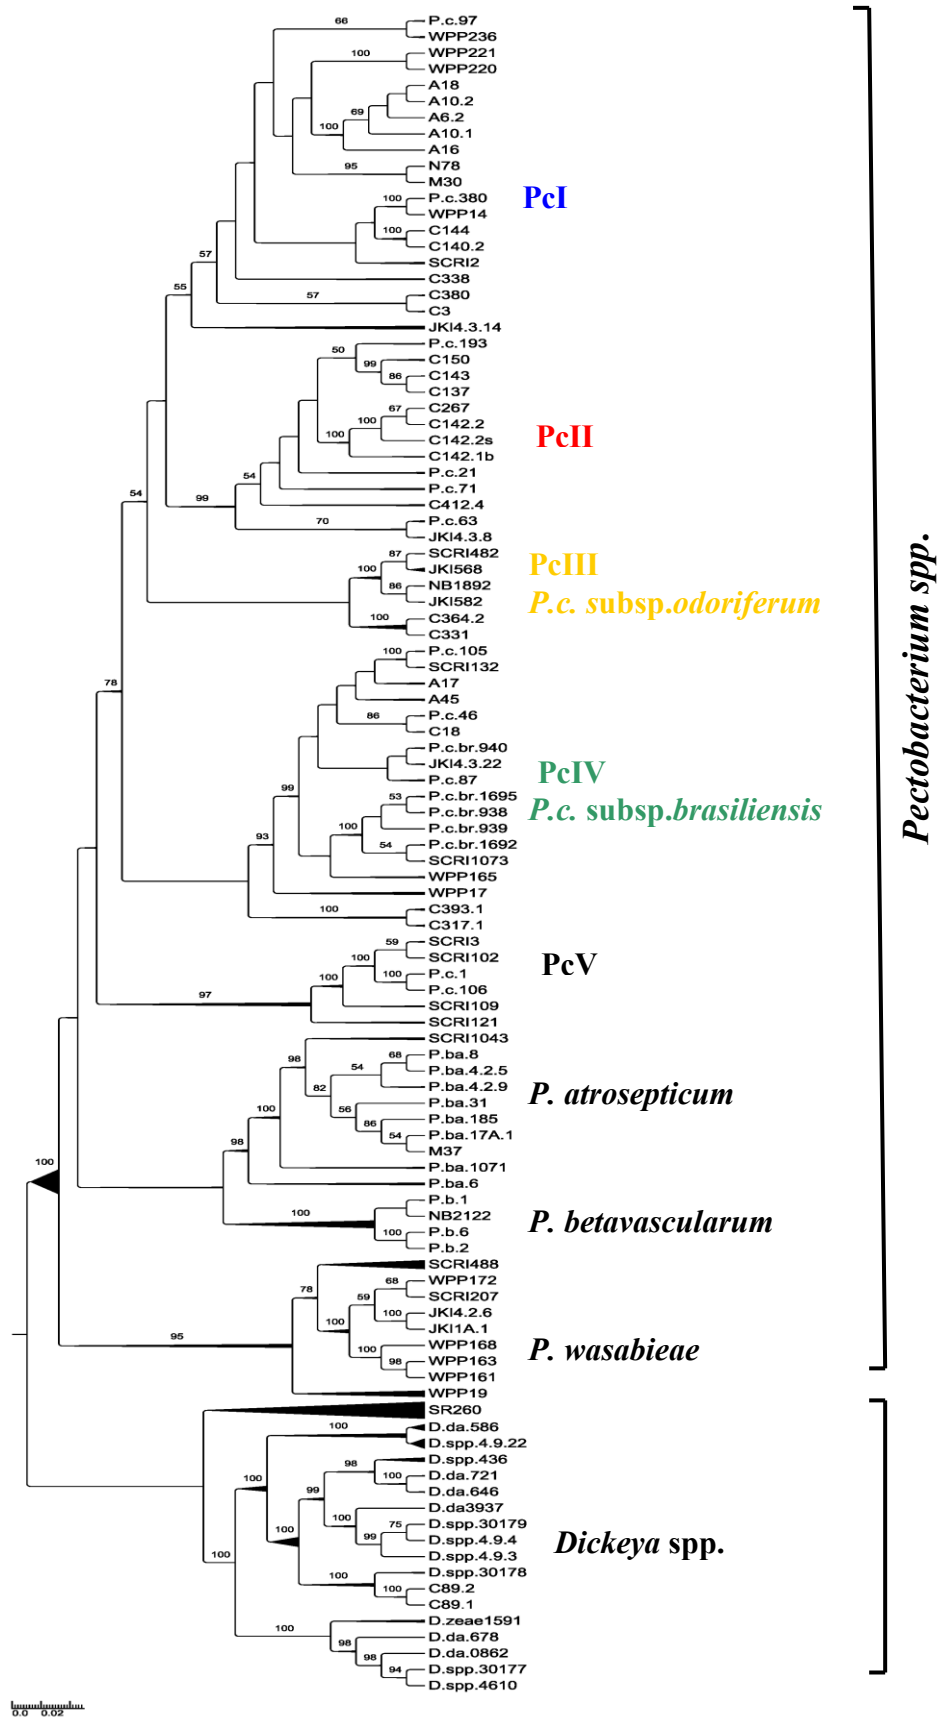 66
P.c.97
WPP236
100
WPP221
WPP220
A18
A10.2
69
A6.2
100
A10.1
A16
95
N78
M30
PcI
100
P.c.380
WPP14
100
C144
C140.2
57
SCRI2
C338
55
57
C380
C3
JKI4.3.14
50
P.c.193
99
C150
86
C143
C137
67
C267
100
C142.2
100
C142.2s
PcII
C142.1b
P.c.21
54
P.c.71
54
99
C412.4
70
P.c.63
JKI4.3.8
87
SCRI482
100
JKI568
PcIII
86
NB1892
JKI582
P.c. subsp.odoriferum
100
C364.2
C331
100
P.c.105
SCRI132
78
A17
A45
86
P.c.46
C18
P.c.br.940
JKI4.3.22
PcIV
P.c.87
99
53
P.c.br.1695
P.c.br.938
P.c. subsp.brasiliensis
100
P.c.br.939
93
54
P.c.br.1692
SCRI1073
WPP165
WPP17
100
C393.1
C317.1
59
SCRI3
100
SCRI102
PcV
100
100
P.c.1
P.c.106
97
SCRI109
SCRI121
SCRI1043
98
68
P.ba.8
54
P.ba.4.2.5
82
P.ba.4.2.9
P. atrosepticum
100
56
P.ba.31
86
P.ba.185
98
54
P.ba.17A.1
M37
100
P.ba.1071
P.ba.6
P.b.1
100
NB2122
P. betavascularum
100
P.b.6
P.b.2
SCRI488
68
WPP172
78
59
SCRI207
100
JKI4.2.6
100
JKI1A.1
95
100
WPP168
P. wasabieae
98
WPP163
WPP161
WPP19
Pectobacterium spp.
SR260
100
D.da.586
D.spp.4.9.22
98
D.spp.436
100
100
D.da.721
99
D.da.646
D.da3937
100
75
D.spp.30179
100
99
D.spp.4.9.4
Dickeya spp.
100
D.spp.4.9.3
100
D.spp.30178
100
C89.2
C89.1
D.zeae1591
100
98
D.da.678
98
D.da.0862
94
D.spp.30177
D.spp.4610
0.0 0.02